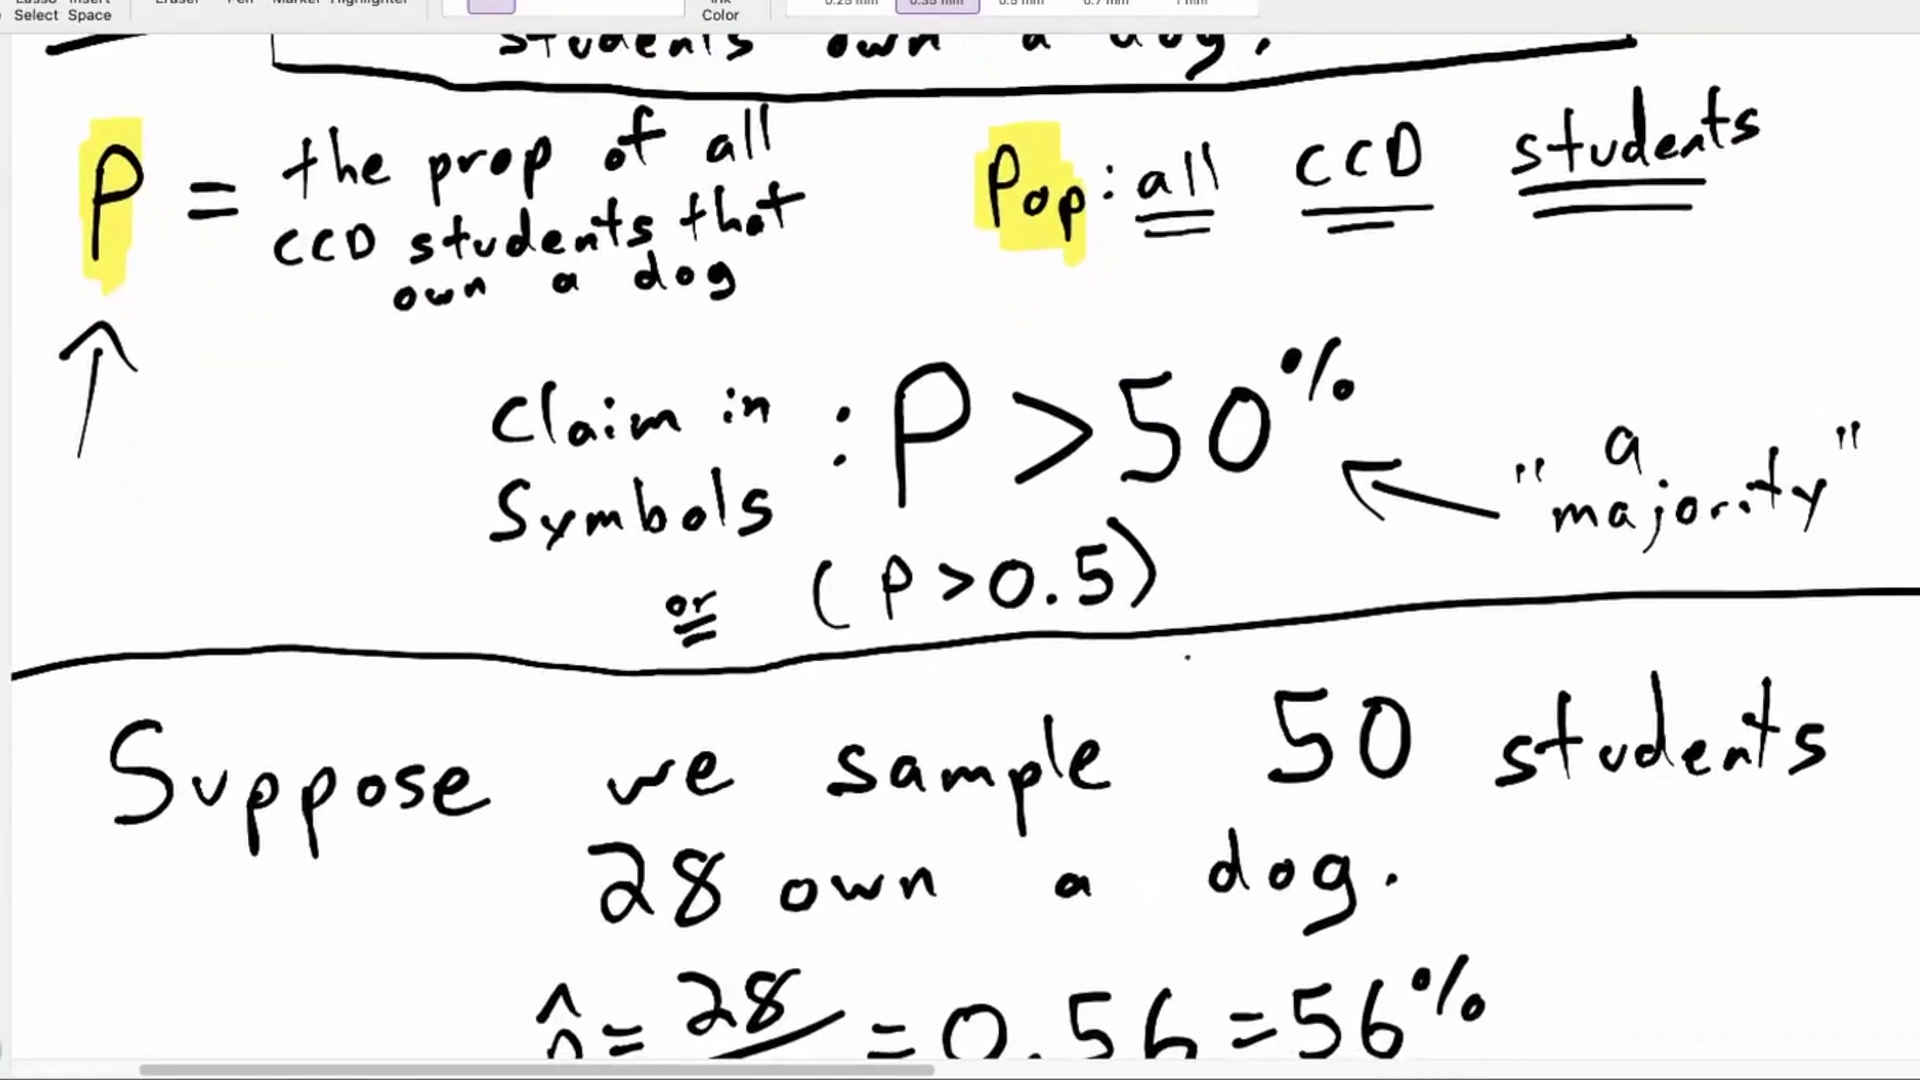 Select Space
Color
students own a dog.
P = the prop of all
CCD students that
own a dog
Pop: all CCD students
Claim in
Symbols : P > 50%
or (P > 0.5)
"a
majority"
Suppose we sample 50 students
28 own a dog.
p̂ = 28 = 0.56 = 56%